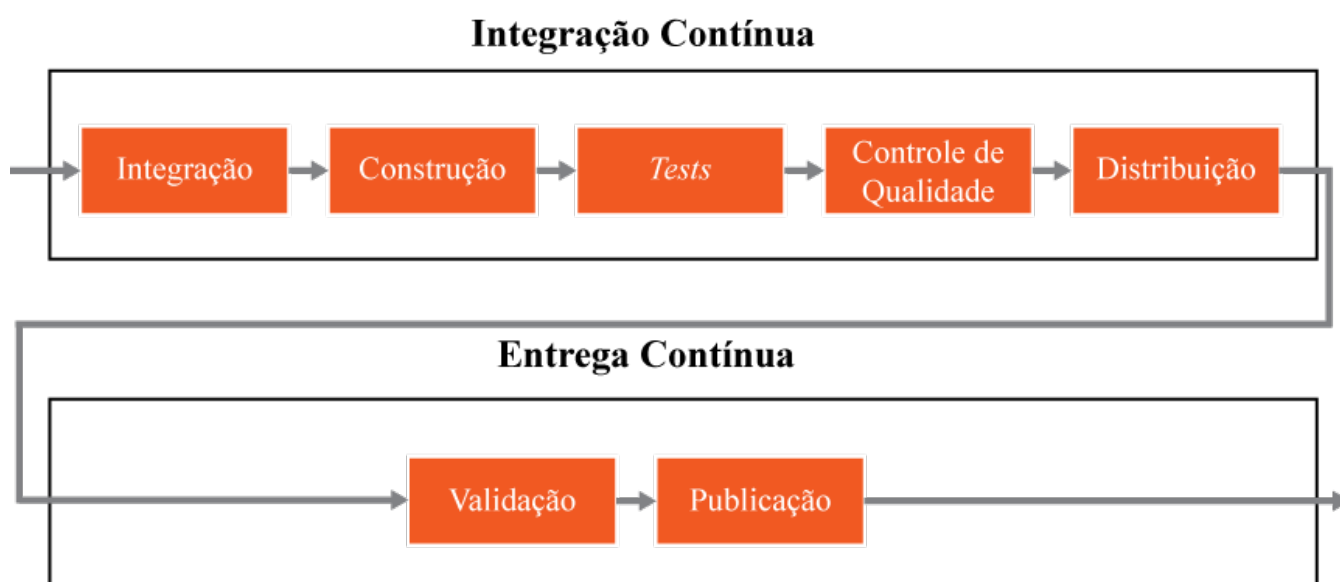 Integração Contínua
Integração
Construção
Tests
Controle de
Qualidade
Distribuição
Entrega Contínua
Validação
Publicação